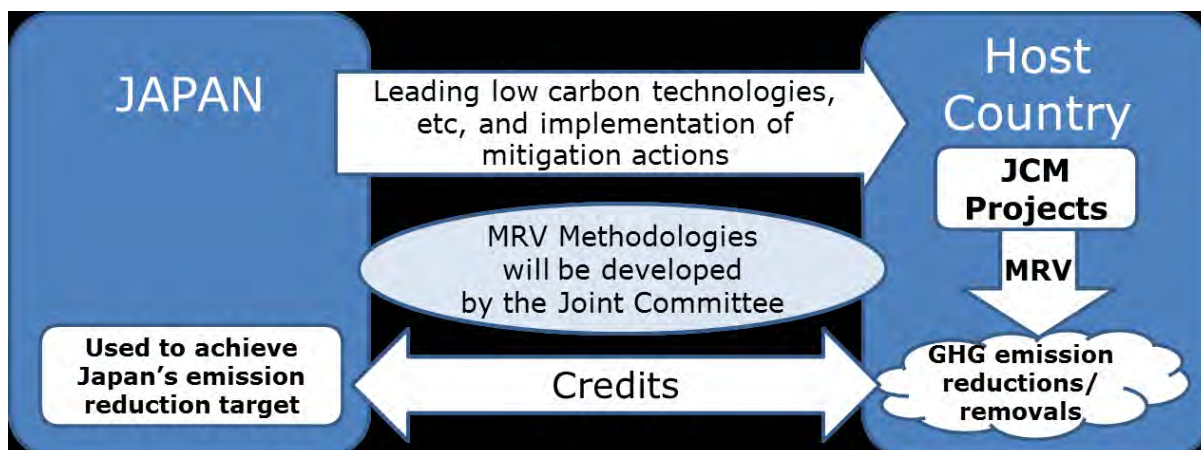 JAPAN
Leading low carbon technologies,
etc, and implementation of
mitigation actions
Host
Country
JCM
Projects
MRV
MRV Methodologies
will be developed
by the Joint Committee
Used to achieve
Japan's emission
reduction target
Credits
GHG emission
reductions/
removals